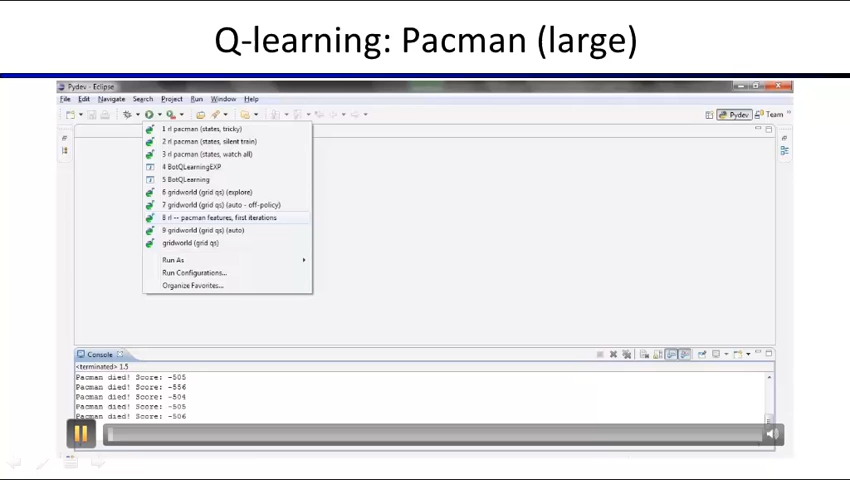 Q-learning: Pacman (large)
Pydev - Eclipse
File Edit Navigate Search Project Run Window Help
Pydev Team
1 rl pacman (states, tricky)
2 rl pacman (states, silent train)
3 rl pacman (states, watch all)
4 BotQLearningEXP
5 BotQLearning
6 gridworld (grid qs) (explore)
7 gridworld (grid qs) (auto - off-policy)
8 rl -- pacman features, first iterations
9 gridworld (grid qs) (auto)
gridworld (grid qs)
Run As
Run Configurations...
Organize Favorites...
Console
<terminated> 1.5
Pacman died! Score: -505
Pacman died! Score: -556
Pacman died! Score: -504
Pacman died! Score: -505
Pacman died! Score: -506